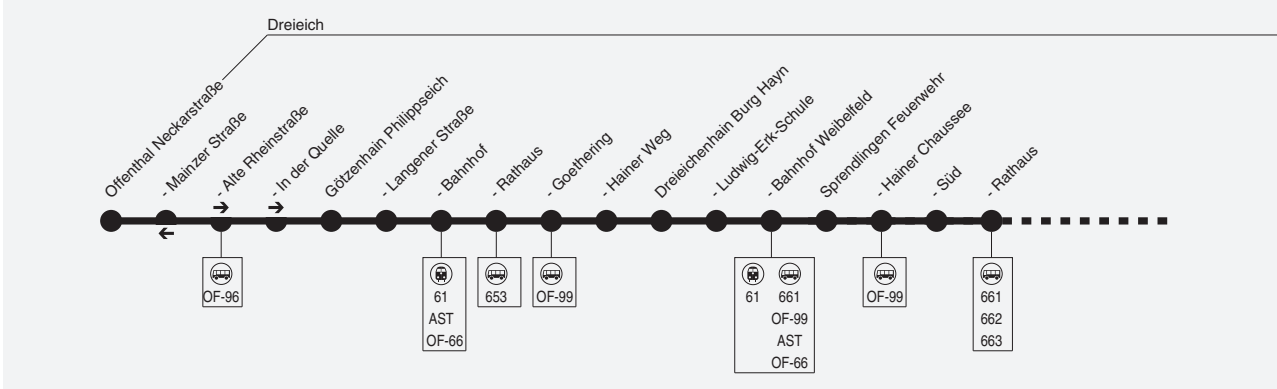 Dreieich
Offenthal Neckarstraße
- Mainzer Straße
- Alte Rheinstraße
- In der Quelle
Götzenhain Philippseich
- Langener Straße
- Bahnhof
- Rathaus
- Goethering
- Hainer Weg
Dreieichenhain Burg Hayn
- Ludwig-Erk-Schule
- Bahnhof Weibelfeld
Sprendlingen Feuerwehr
- Hainer Chaussee
- Süd
- Rathaus
OF-96
61
AST
OF-66
653
OF-99
61 661
OF-99
AST
OF-66
OF-99
661
662
663